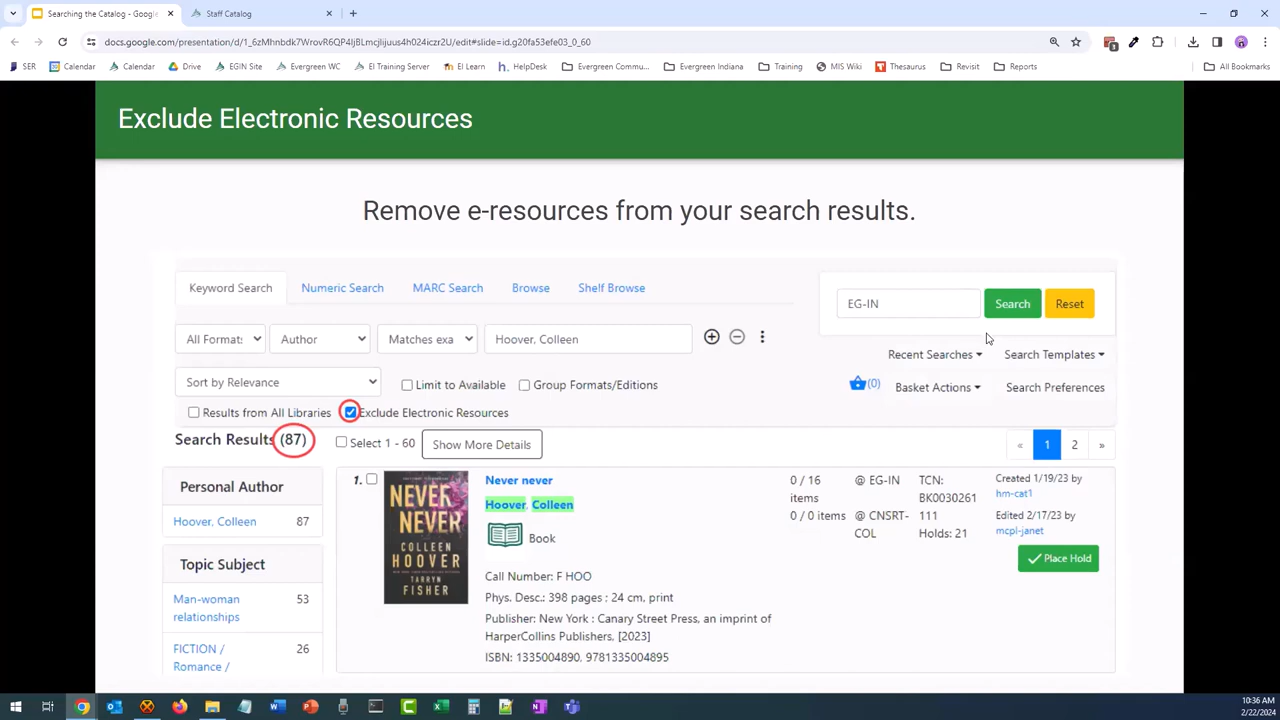 Searching the Catalog - Google
Staff Catalog
docs.google.com/presentation/d/1_6zMhnbdk7WrovR6QP4IjBLmcjlijuus4h024iczr2U/edit#slide=id.g20fa53efe03_0_60
SER
Calendar
Calendar
Drive
EGIN Site
Evergreen WC
EI Training Server
EI Learn
HelpDesk
Evergreen Commu...
Evergreen Indiana
Training
MIS Wiki
Thesaurus
Revisit
Reports
All Bookmarks
Exclude Electronic Resources
Remove e-resources from your search results.
Keyword Search
Numeric Search
MARC Search
Browse
Shelf Browse
EG-IN
Search
Reset
All Format:
Author
Matches exa
Hoover, Colleen
Recent Searches
Search Templates
Sort by Relevance
Limit to Available
Group Formats/Editions
(0)
Basket Actions
Search Preferences
Results from All Libraries
Exclude Electronic Resources
Search Results (87)
Select 1 - 60
Show More Details
«
1
2
»
Personal Author
Hoover, Colleen 87
Topic Subject
Man-woman
relationships
53
FICTION /
Romance /
26
1.
NEVER
NEVER
COLLEEN
HOOVER
TARRYN
FISHER
Never never
Hoover, Colleen
Book
Call Number: F HOO
Phys. Desc.: 398 pages : 24 cm, print
Publisher: New York : Canary Street Press, an imprint of
HarperCollins Publishers, [2023]
ISBN: 1335004890, 9781335004895
0 / 16
items
0 / 0 items
@ EG-IN
@ CNSRT-
COL
TCN:
BK0030261
111
Holds: 21
Created 1/19/23 by
hm-cat1
Edited 2/17/23 by
mcpl-janet
Place Hold
10:36 AM
2/22/2024